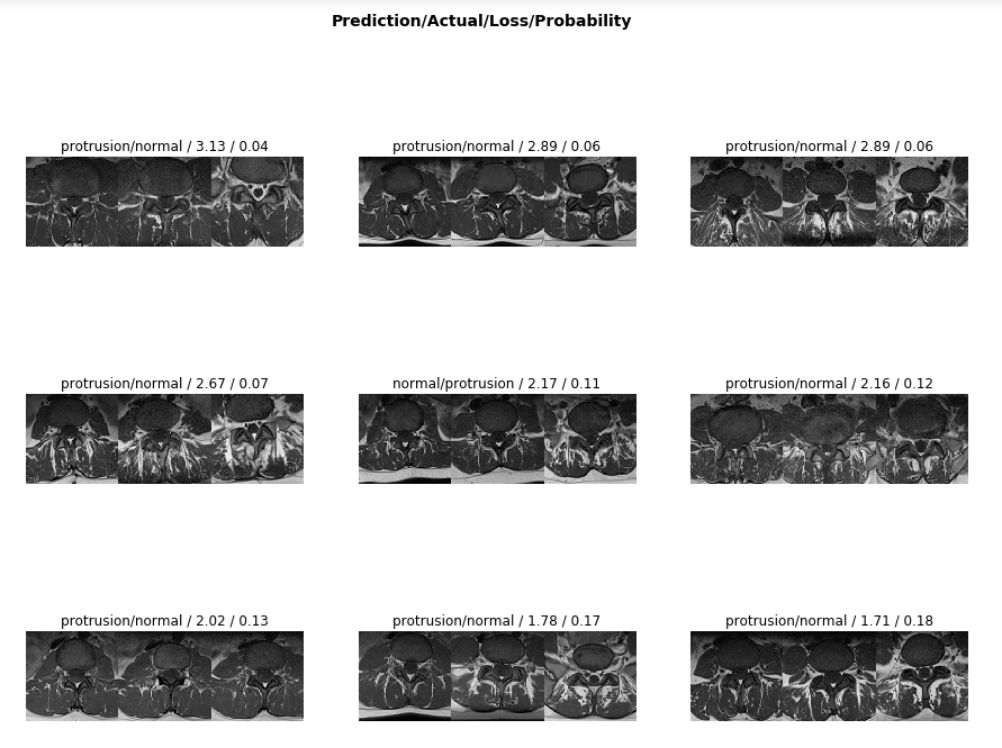 Prediction/Actual/Loss/Probability
protrusion/normal / 3.13 / 0.04
protrusion/normal / 2.89 / 0.06
protrusion/normal / 2.89 / 0.06
protrusion/normal / 2.67 / 0.07
normal/protrusion / 2.17 / 0.11
protrusion/normal / 2.16 / 0.12
protrusion/normal / 2.02 / 0.13
protrusion/normal / 1.78 / 0.17
protrusion/normal / 1.71 / 0.18